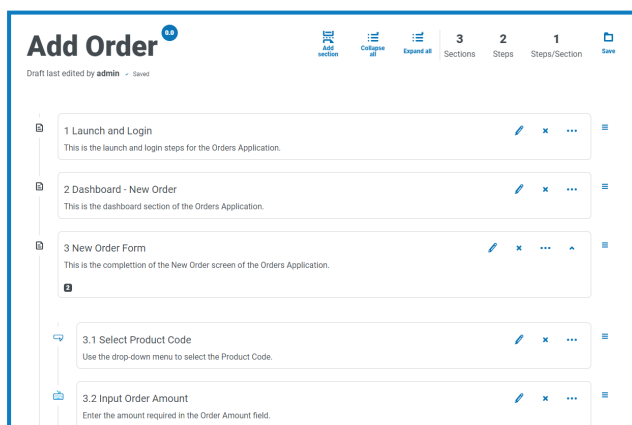 Add Order 0.0
Draft last edited by admin - Saved
Add section
Collapse all
Expand all
3 Sections
2 Steps
1 Steps/Section
Save
1 Launch and Login
This is the launch and login steps for the Orders Application.
2 Dashboard - New Order
This is the dashboard section of the Orders Application.
3 New Order Form
This is the complettion of the New Order screen of the Orders Application.
2
3.1 Select Product Code
Use the drop-down menu to select the Product Code.
3.2 Input Order Amount
Enter the amount required in the Order Amount field.